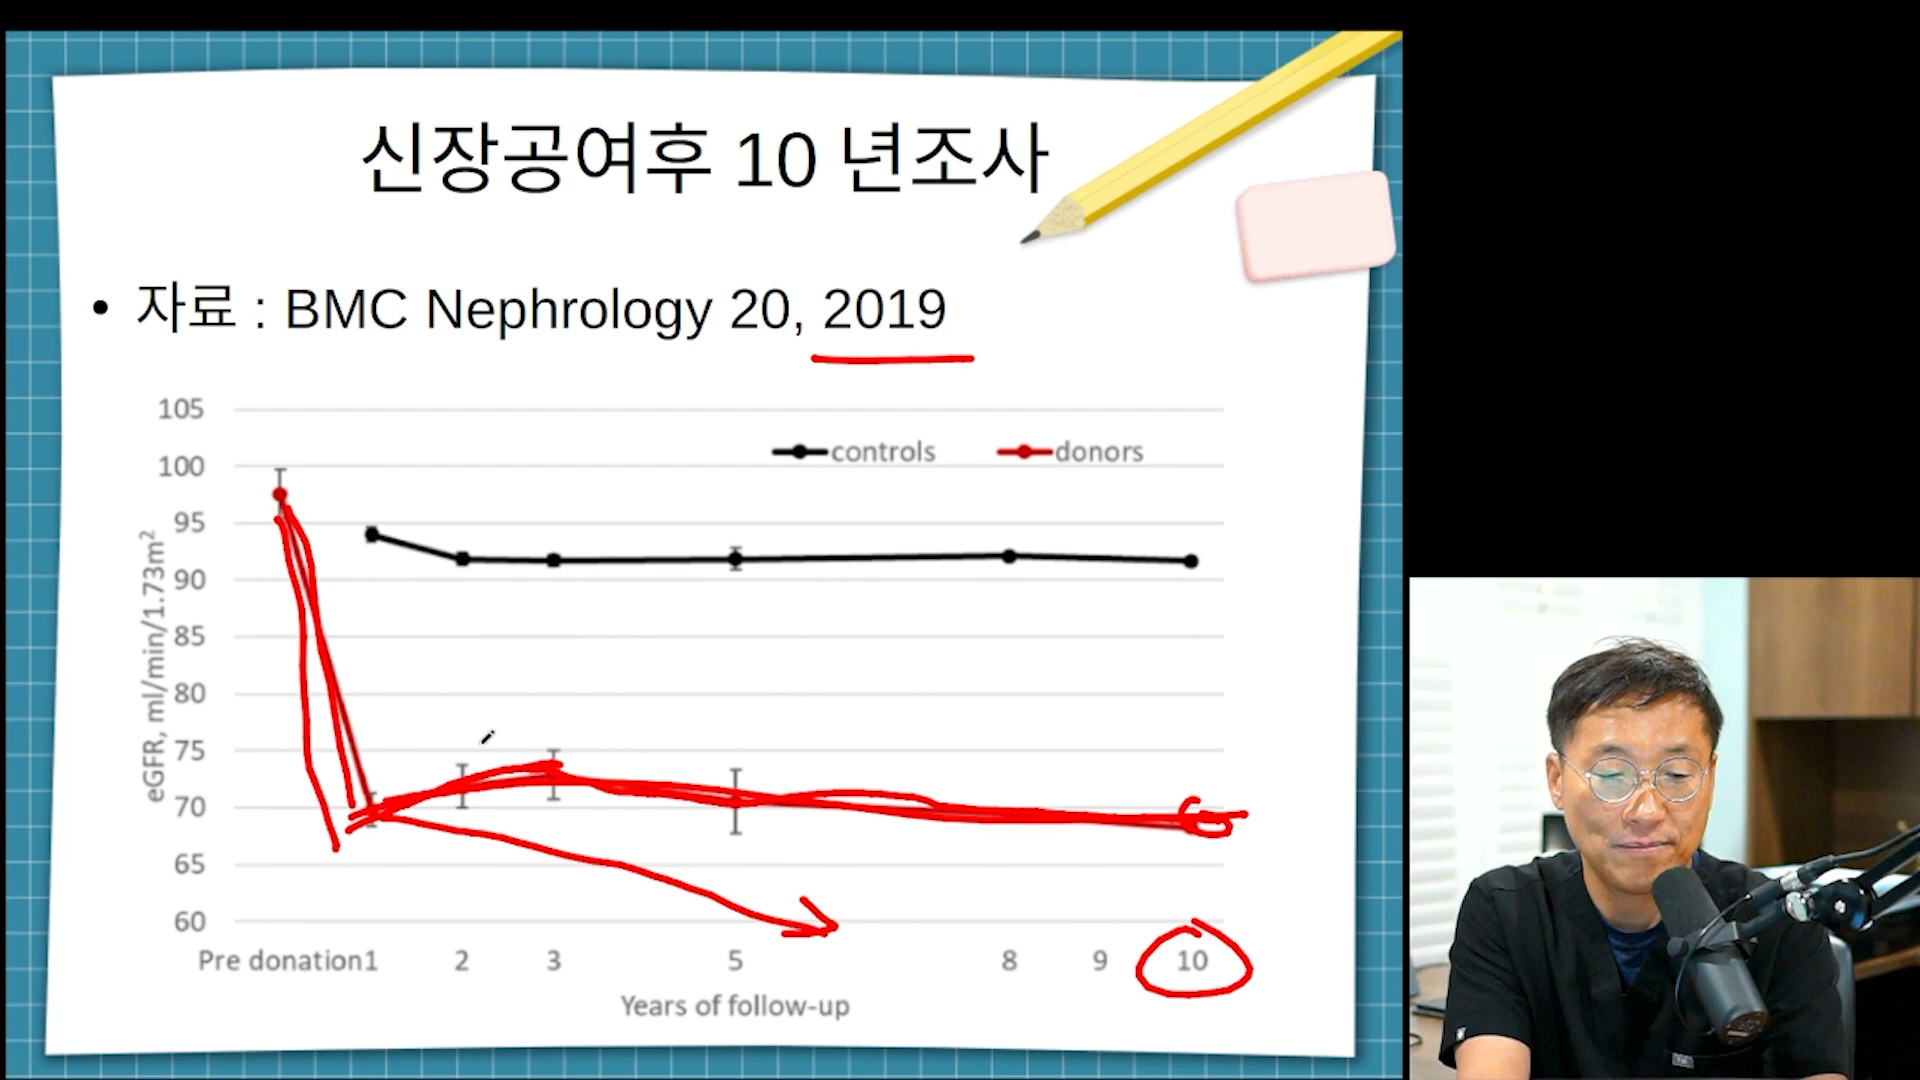 신장공여후 10 년조사
• 자료 : BMC Nephrology 20, 2019
105
controls donors
100
95
90
85
80
75
70
65
60
eGFR, ml/min/1.73m²
Pre donation 1 2 3 5 8 9 10
Years of follow-up